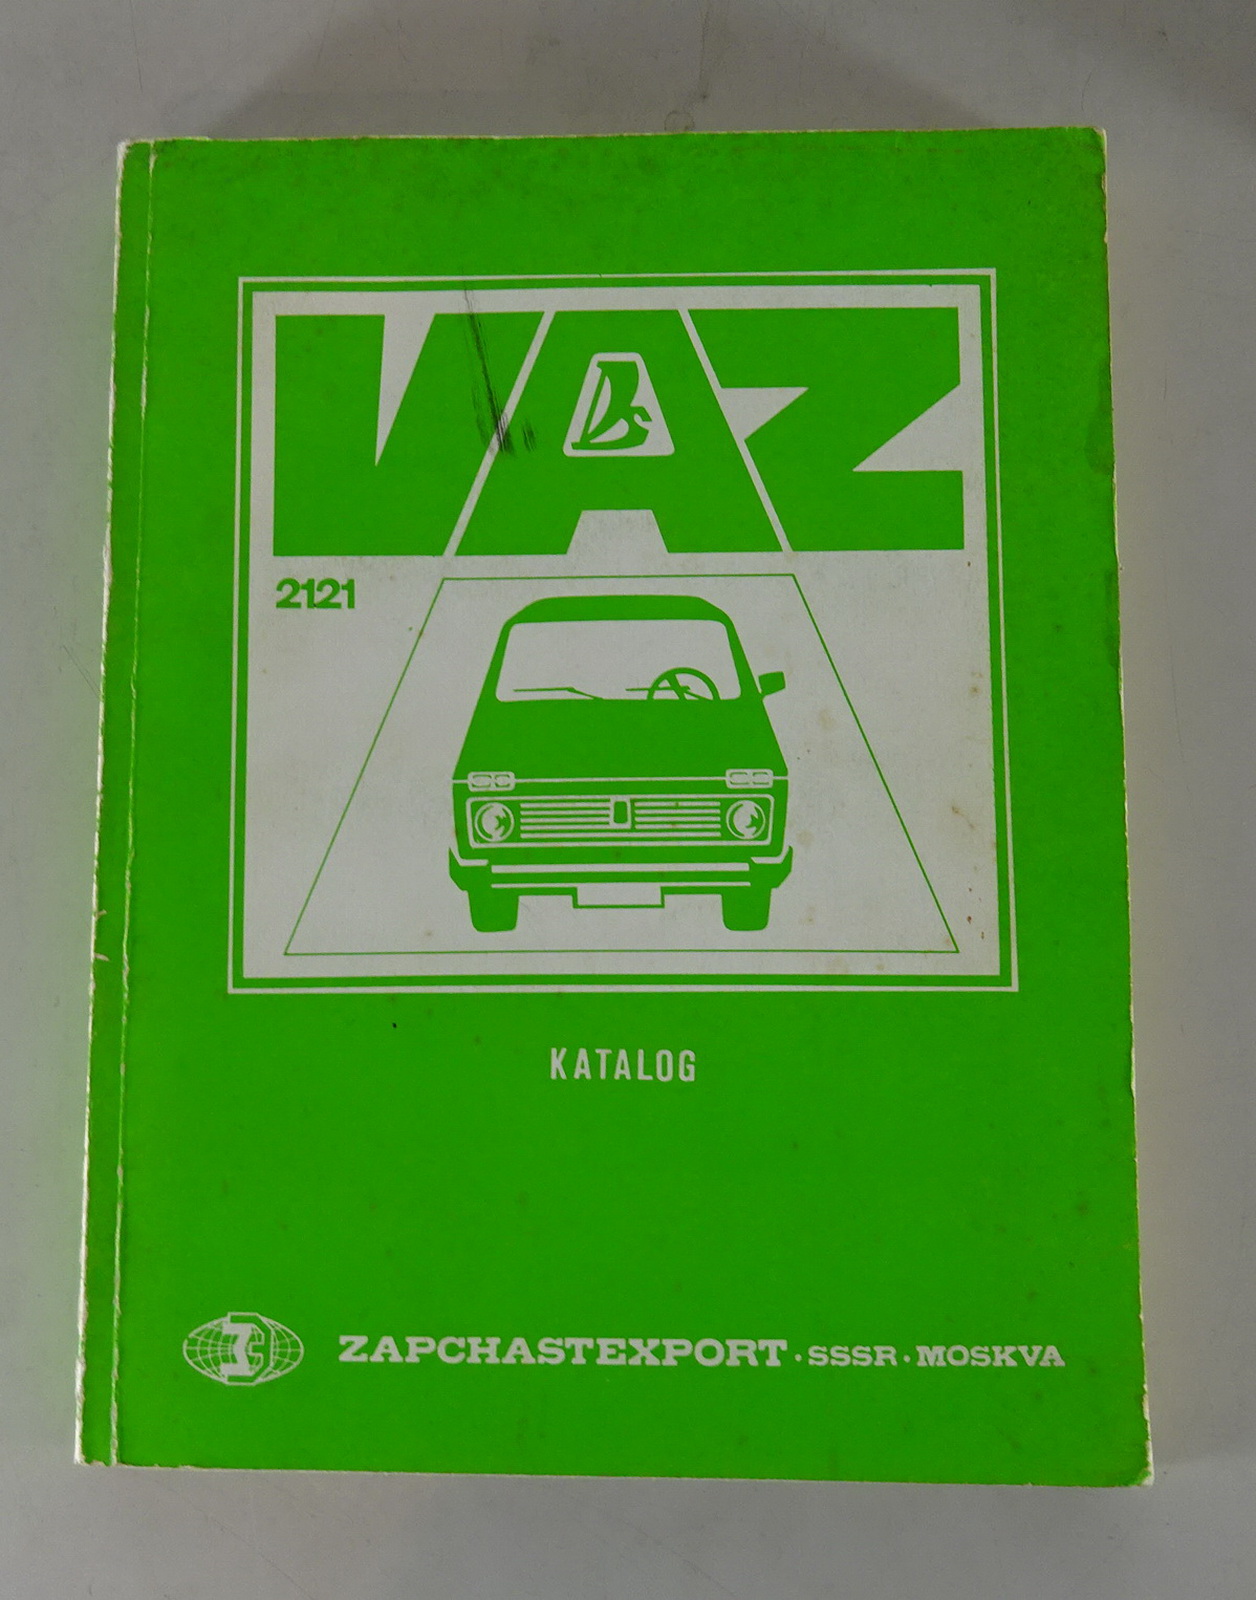 VAZ
2121
KATALOG
ZAPCHASTEXPORT · SSSR · MOSKVA